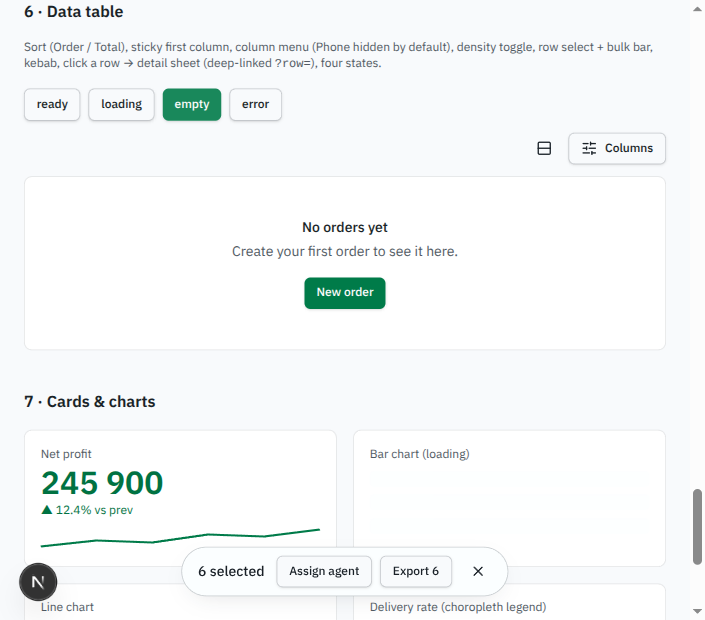 6 · Data table
Sort (Order / Total), sticky first column, column menu (Phone hidden by default), density toggle, row select + bulk bar,
kebab, click a row → detail sheet (deep-linked ?row=), four states.
ready
loading
empty
error
Columns
No orders yet
Create your first order to see it here.
New order
7 · Cards & charts
Net profit
245 900
▲ 12.4% vs prev
Bar chart (loading)
6 selected
Assign agent
Export 6
N
Line chart
Delivery rate (choropleth legend)